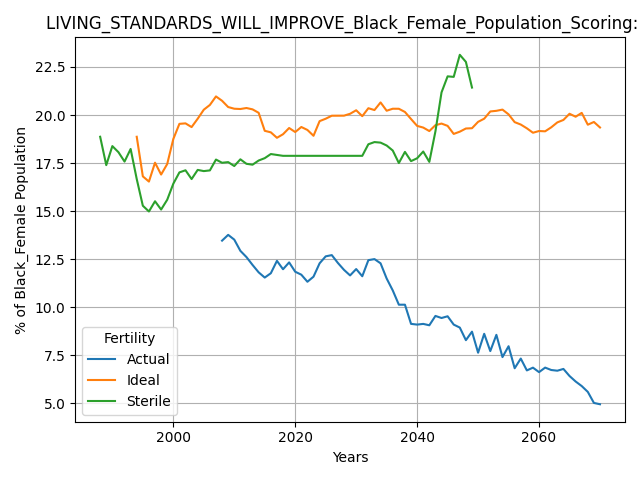 LIVING_STANDARDS_WILL_IMPROVE_Black_Female_Population_Scoring:
% of Black_Female Population
22.5
20.0
17.5
15.0
12.5
10.0
7.5
5.0
Fertility
Actual
Ideal
Sterile
2000 2020 2040 2060
Years